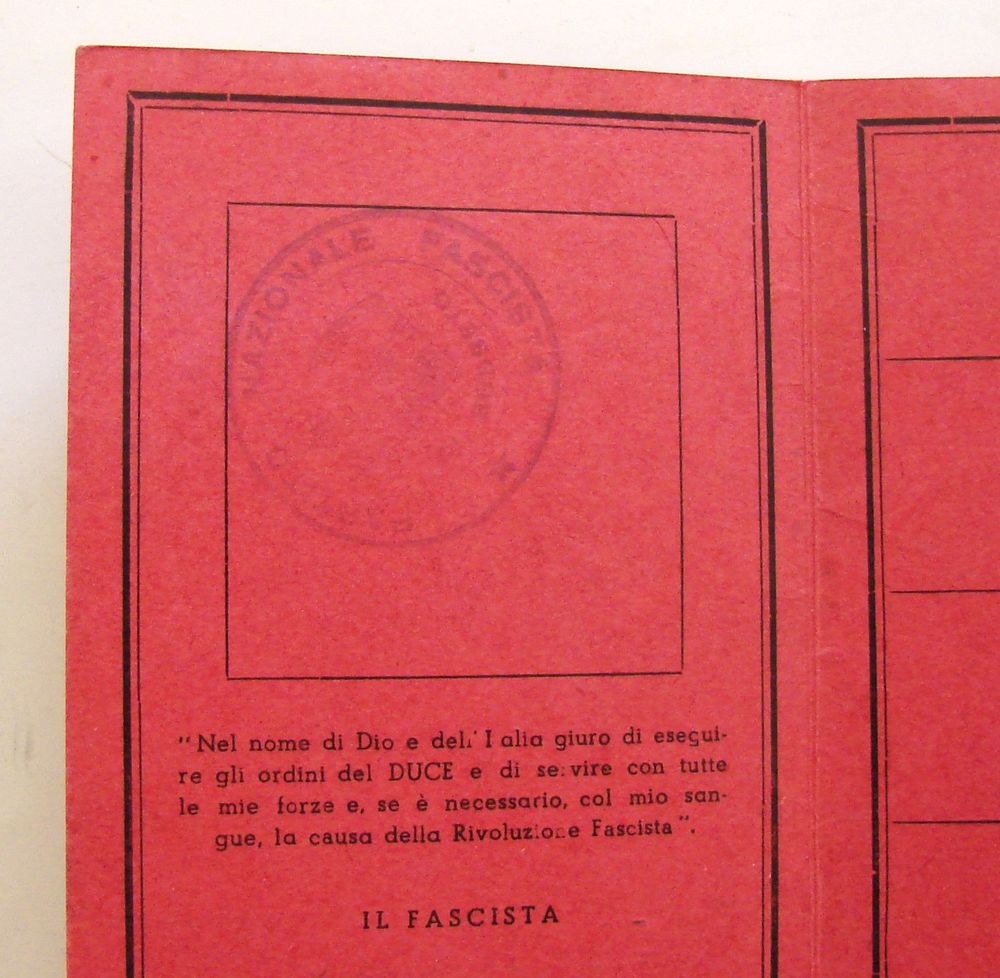 NAZIONALE FASCISTA
"Nel nome di Dio e dell' I alia giuro di esegui-
re gli ordini del DUCE e di servire con tutte
le mie forze e, se è necessario, col mio san-
gue, la causa della Rivoluzione Fascista".
IL FASCISTA